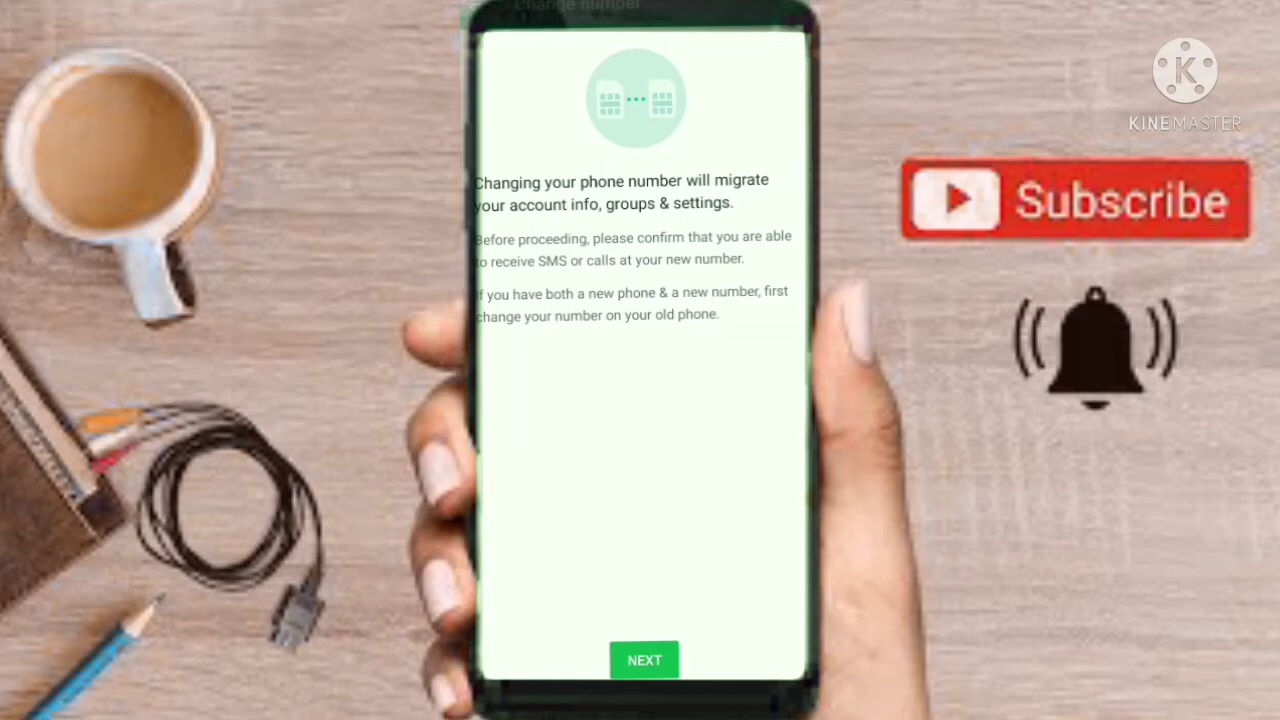 Change number
KINEMASTER
Subscribe
Changing your phone number will migrate
your account info, groups & settings.
Before proceeding, please confirm that you are able
to receive SMS or calls at your new number.
If you have both a new phone & a new number, first
change your number on your old phone.
NEXT